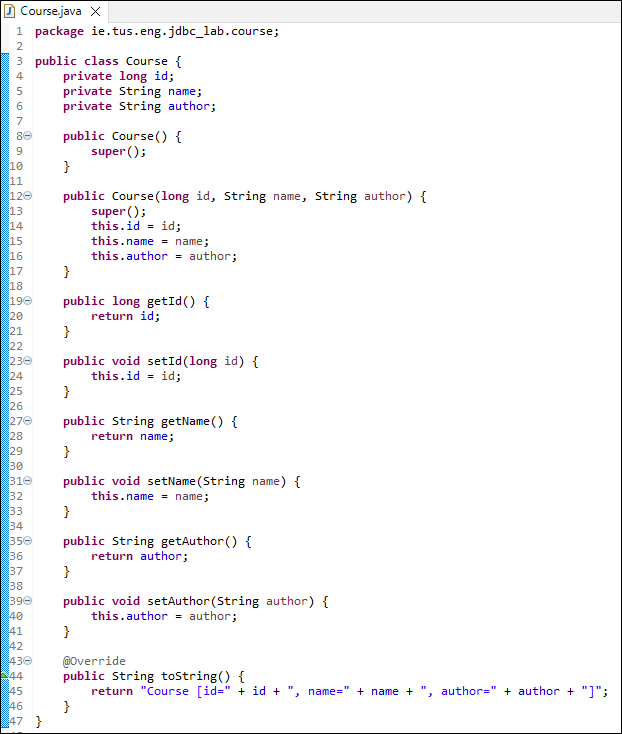 Course.java
1 package ie.tus.eng.jdbc_lab.course;
2
3 public class Course {
4     private long id;
5     private String name;
6     private String author;
7
8     public Course() {
9         super();
10     }
11
12     public Course(long id, String name, String author) {
13         super();
14         this.id = id;
15         this.name = name;
16         this.author = author;
17     }
18
19     public long getId() {
20         return id;
21     }
22
23     public void setId(long id) {
24         this.id = id;
25     }
26
27     public String getName() {
28         return name;
29     }
30
31     public void setName(String name) {
32         this.name = name;
33     }
34
35     public String getAuthor() {
36         return author;
37     }
38
39     public void setAuthor(String author) {
40         this.author = author;
41     }
42
43     @Override
44     public String toString() {
45         return "Course [id=" + id + ", name=" + name + ", author=" + author + "]";
46     }
47 }